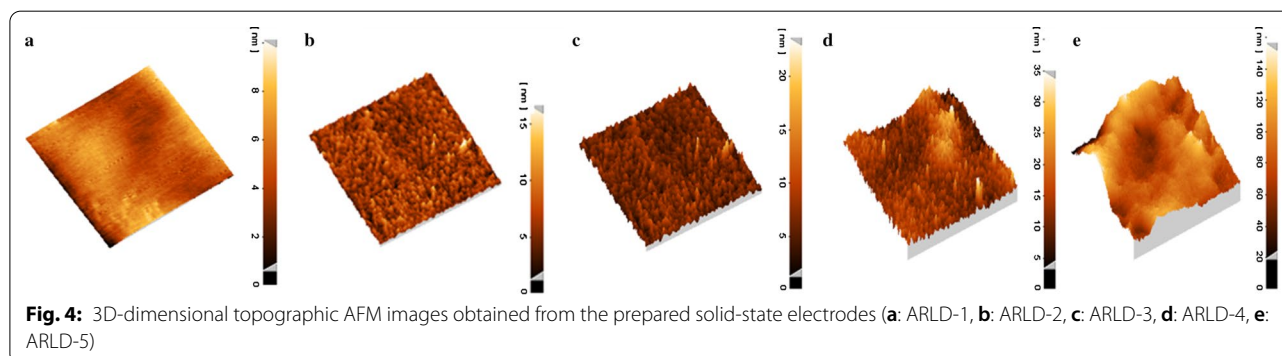 a
b
c
d
e
[ nm ]
8
6
4
2
0
[ nm ]
15
10
5
0
[ nm ]
20
15
10
5
0
[ nm ]
35
30
25
20
15
10
5
0
[ nm ]
140
120
100
80
60
40
20
0
Fig. 4: 3D-dimensional topographic AFM images obtained from the prepared solid-state electrodes (a: ARLD-1, b: ARLD-2, c: ARLD-3, d: ARLD-4, e:
ARLD-5)